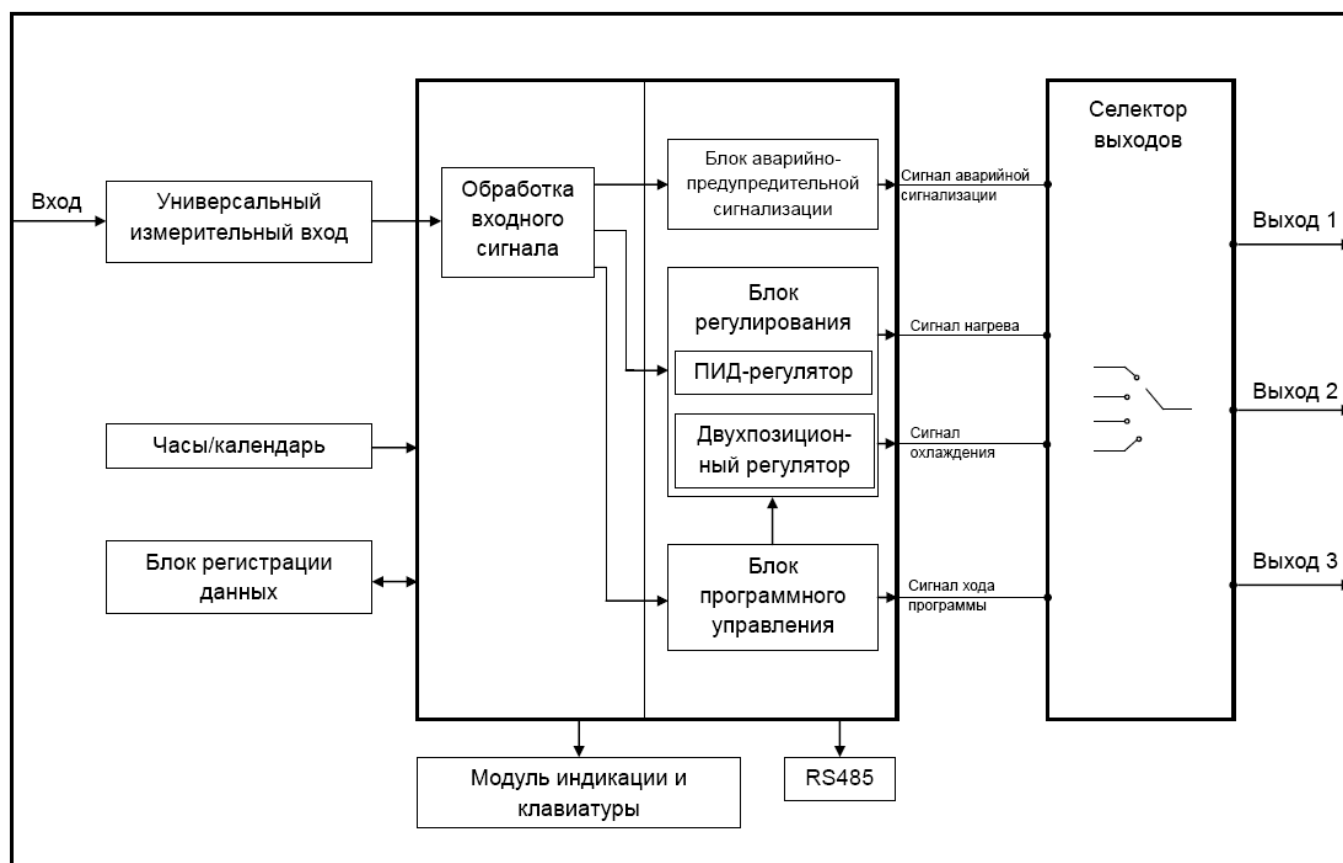 Вход
Универсальный
измерительный вход
Часы/календарь
Блок регистрации
данных
Обработка
входного
сигнала
Блок аварийно-
предупредительной
сигнализации
Блок
регулирования
ПИД-регулятор
Двухпозицион-
ный регулятор
Блок
программного
управления
Сигнал аварийной
сигнализации
Сигнал нагрева
Сигнал
охлаждения
Сигнал хода
программы
Селектор
выходов
Выход 1
Выход 2
Выход 3
Модуль индикации и
клавиатуры
RS485